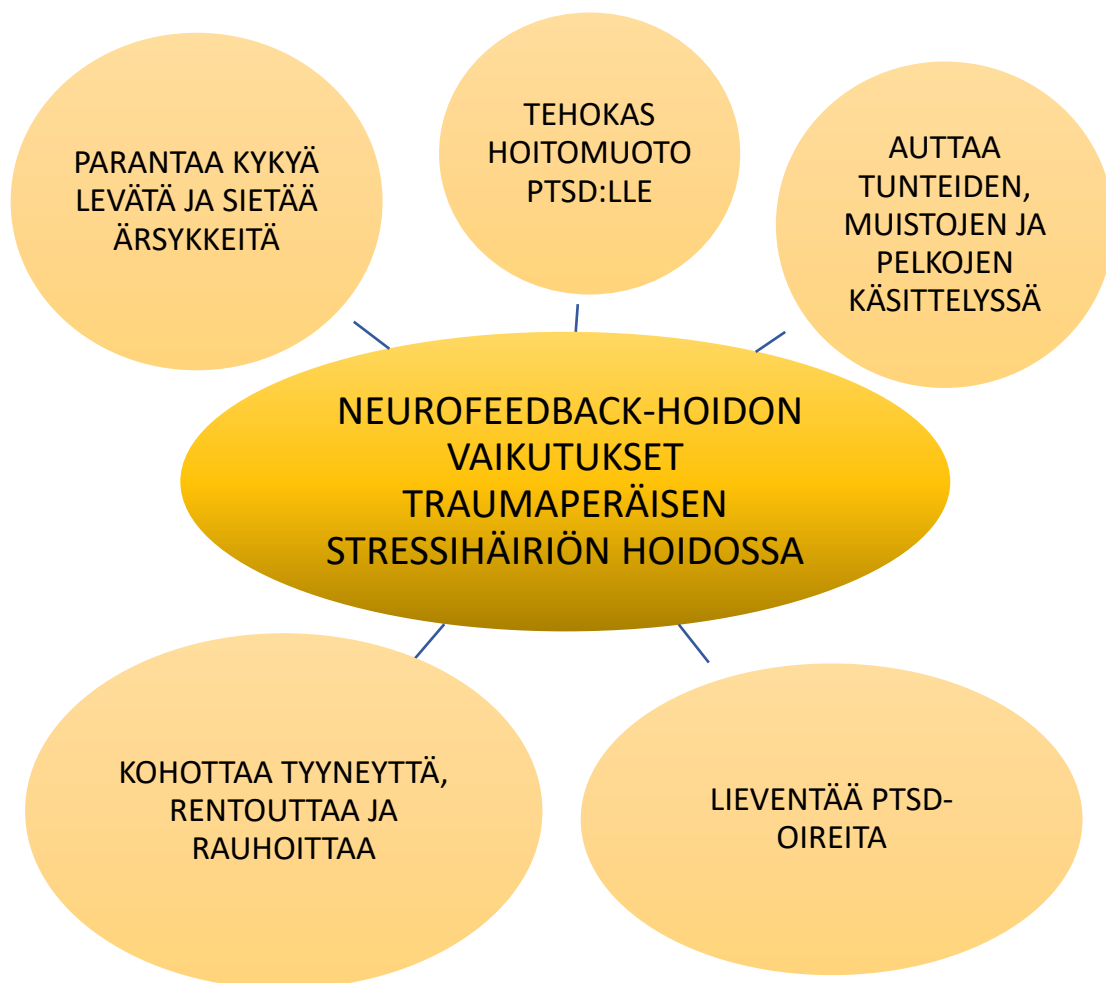 PARANTAA KYKYÄ
LEVÄTÄ JA SIETÄÄ
ÄRSYKKEITÄ
TEHOKAS
HOITOMUOTO
PTSD:LLE
AUTTAA
TUNTEIDEN,
MUISTOJEN JA
PELKOJEN
KÄSITTELYSSÄ
NEUROFEEDBACK-HOIDON
VAIKUTUKSET
TRAUMAPERÄISEN
STRESSIHÄIRIÖN HOIDOSSA
KOHOTTAA TYYNEYTTÄ,
RENTOUTTAA JA
RAUHOITTAA
LIEVENTÄÄ PTSD-
OIREITA